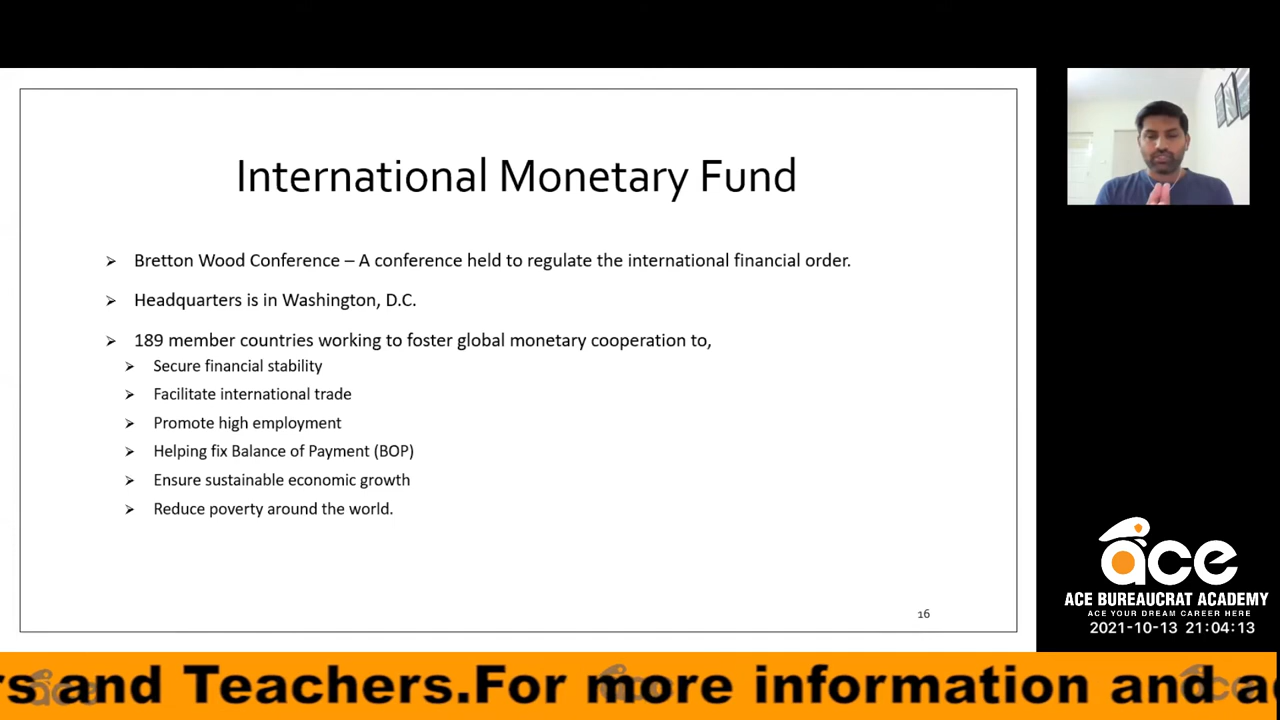 International Monetary Fund
➢ Bretton Wood Conference – A conference held to regulate the international financial order.
➢ Headquarters is in Washington, D.C.
➢ 189 member countries working to foster global monetary cooperation to,
➢ Secure financial stability
➢ Facilitate international trade
➢ Promote high employment
➢ Helping fix Balance of Payment (BOP)
➢ Ensure sustainable economic growth
➢ Reduce poverty around the world.
16
ace
ACE BUREAUCRAT ACADEMY
ACE YOUR DREAM CAREER HERE
2021-10-13 21:04:13
rs and Teachers.For more information and a